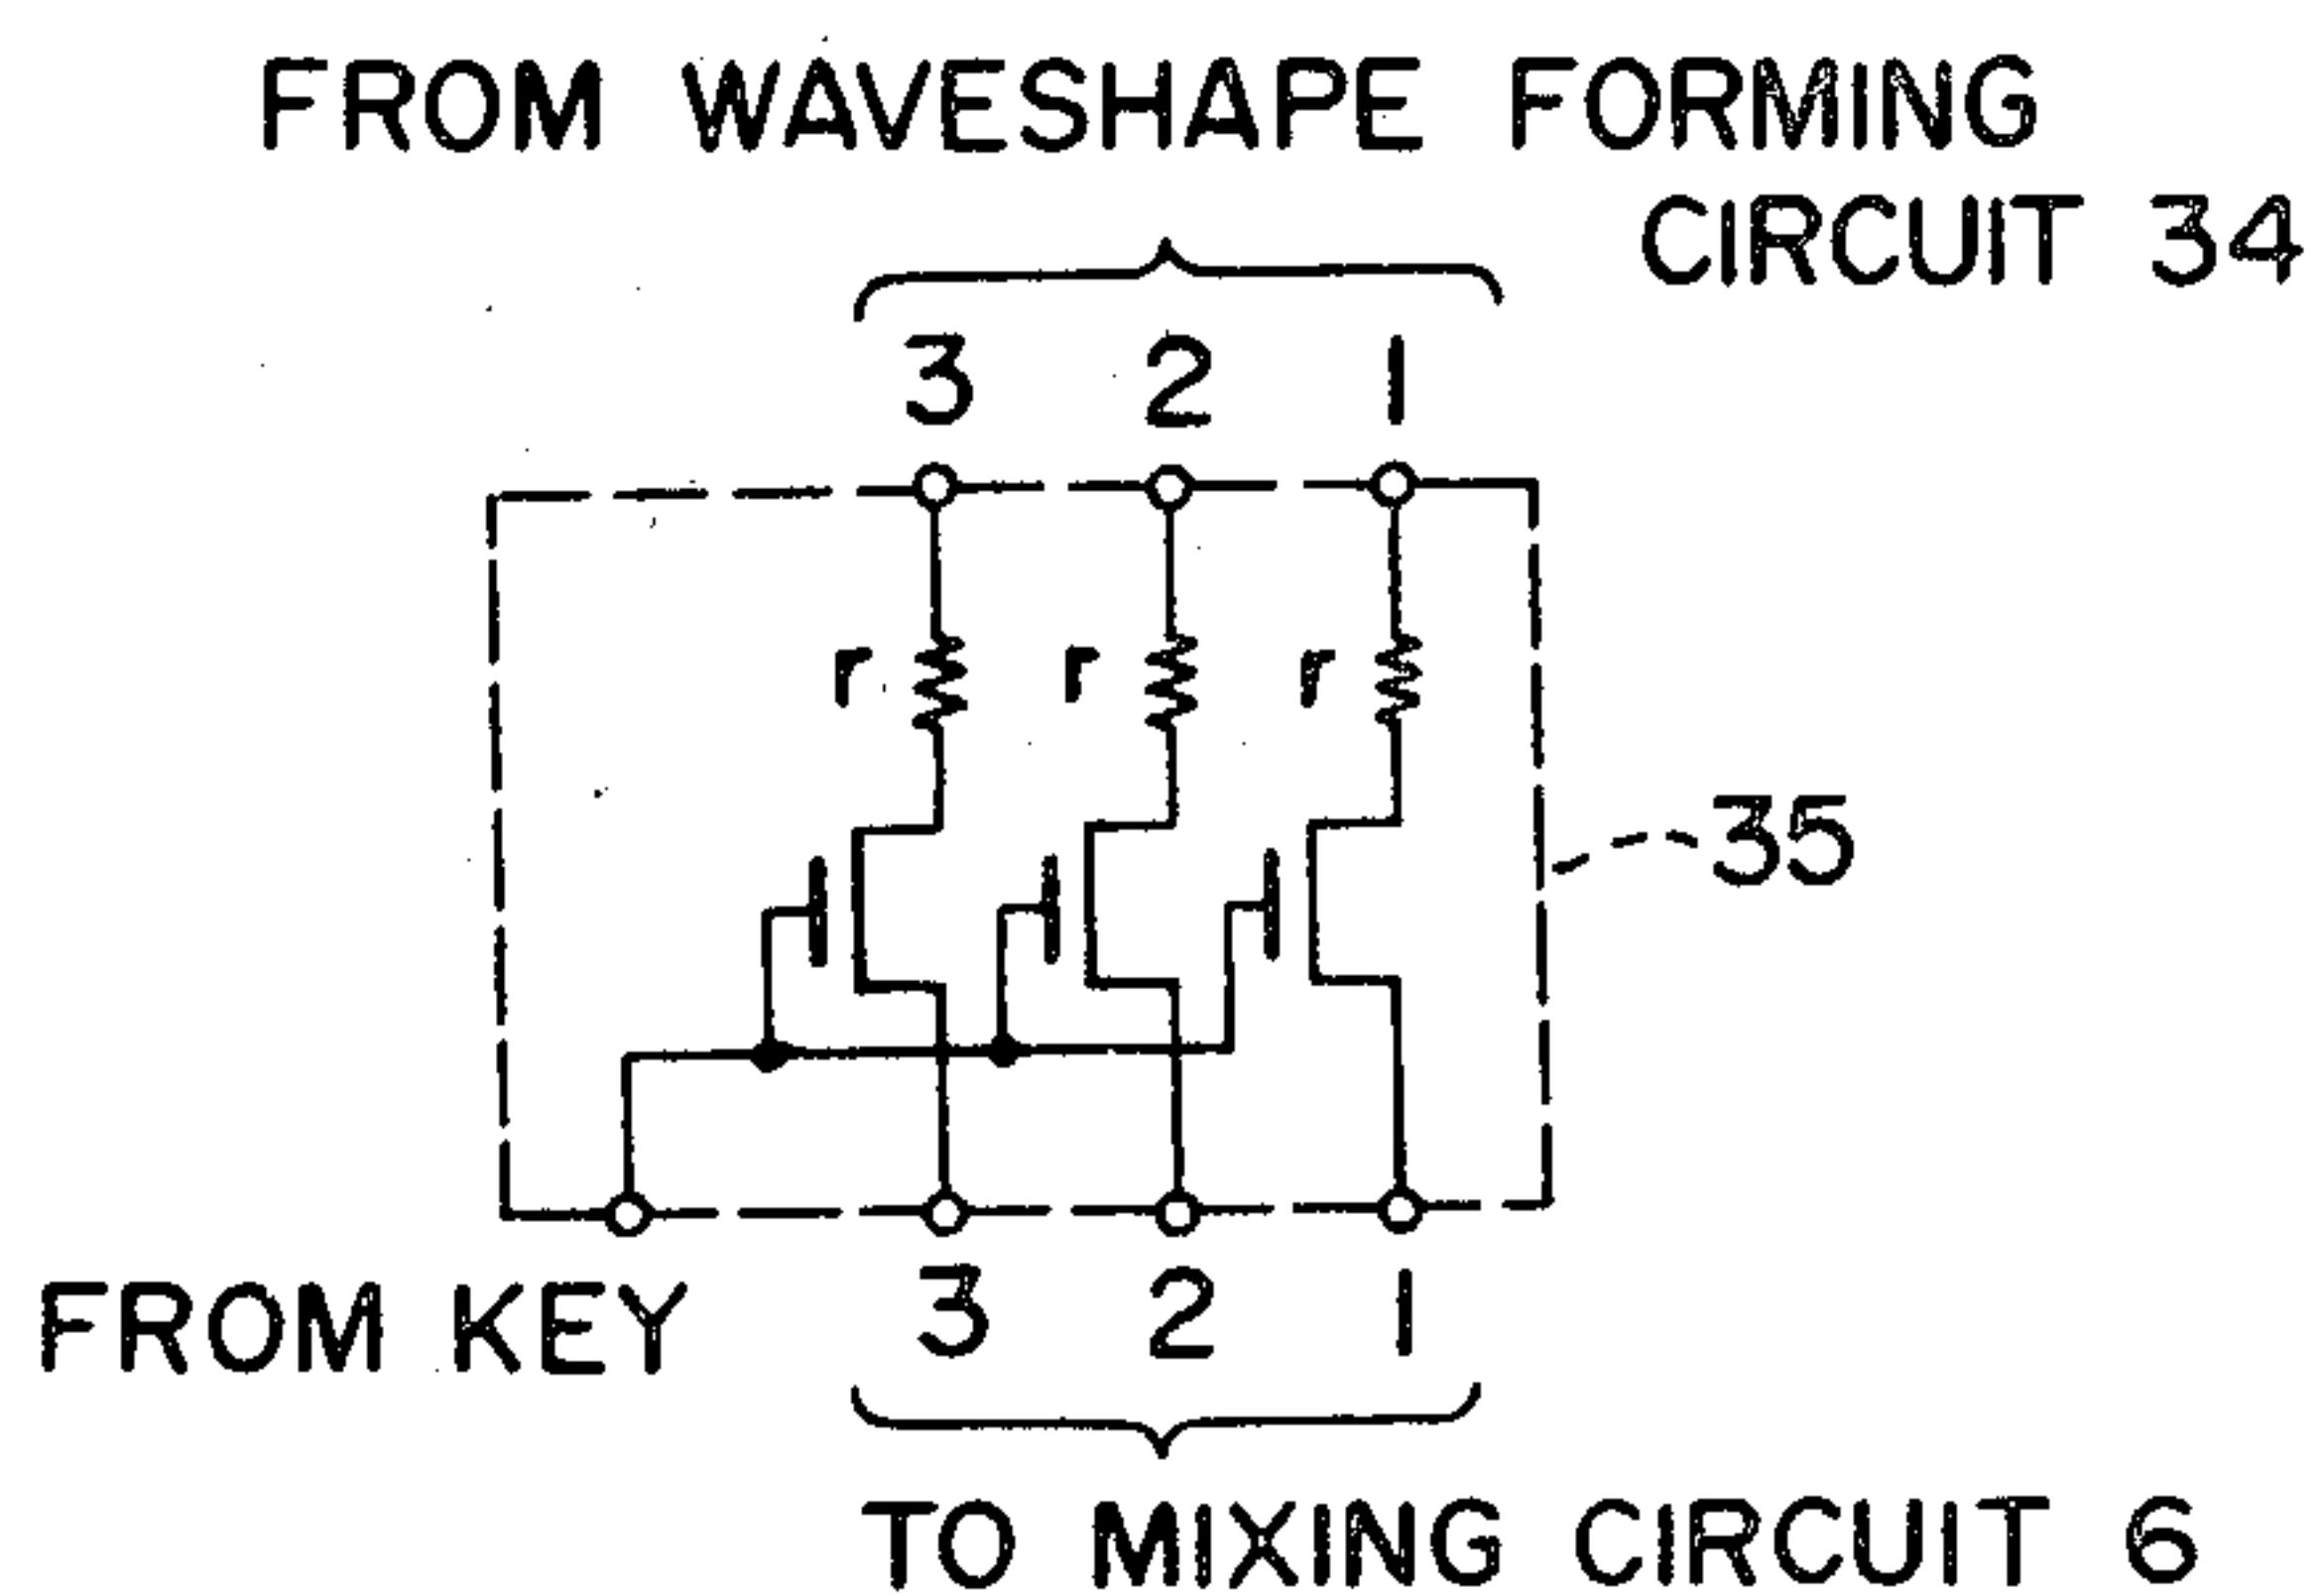 FROM WAVESHAPE FORMING
CIRCUIT 34
3 2 1
r r r
35
FROM KEY 3 2 1
TO MIXING CIRCUIT 6